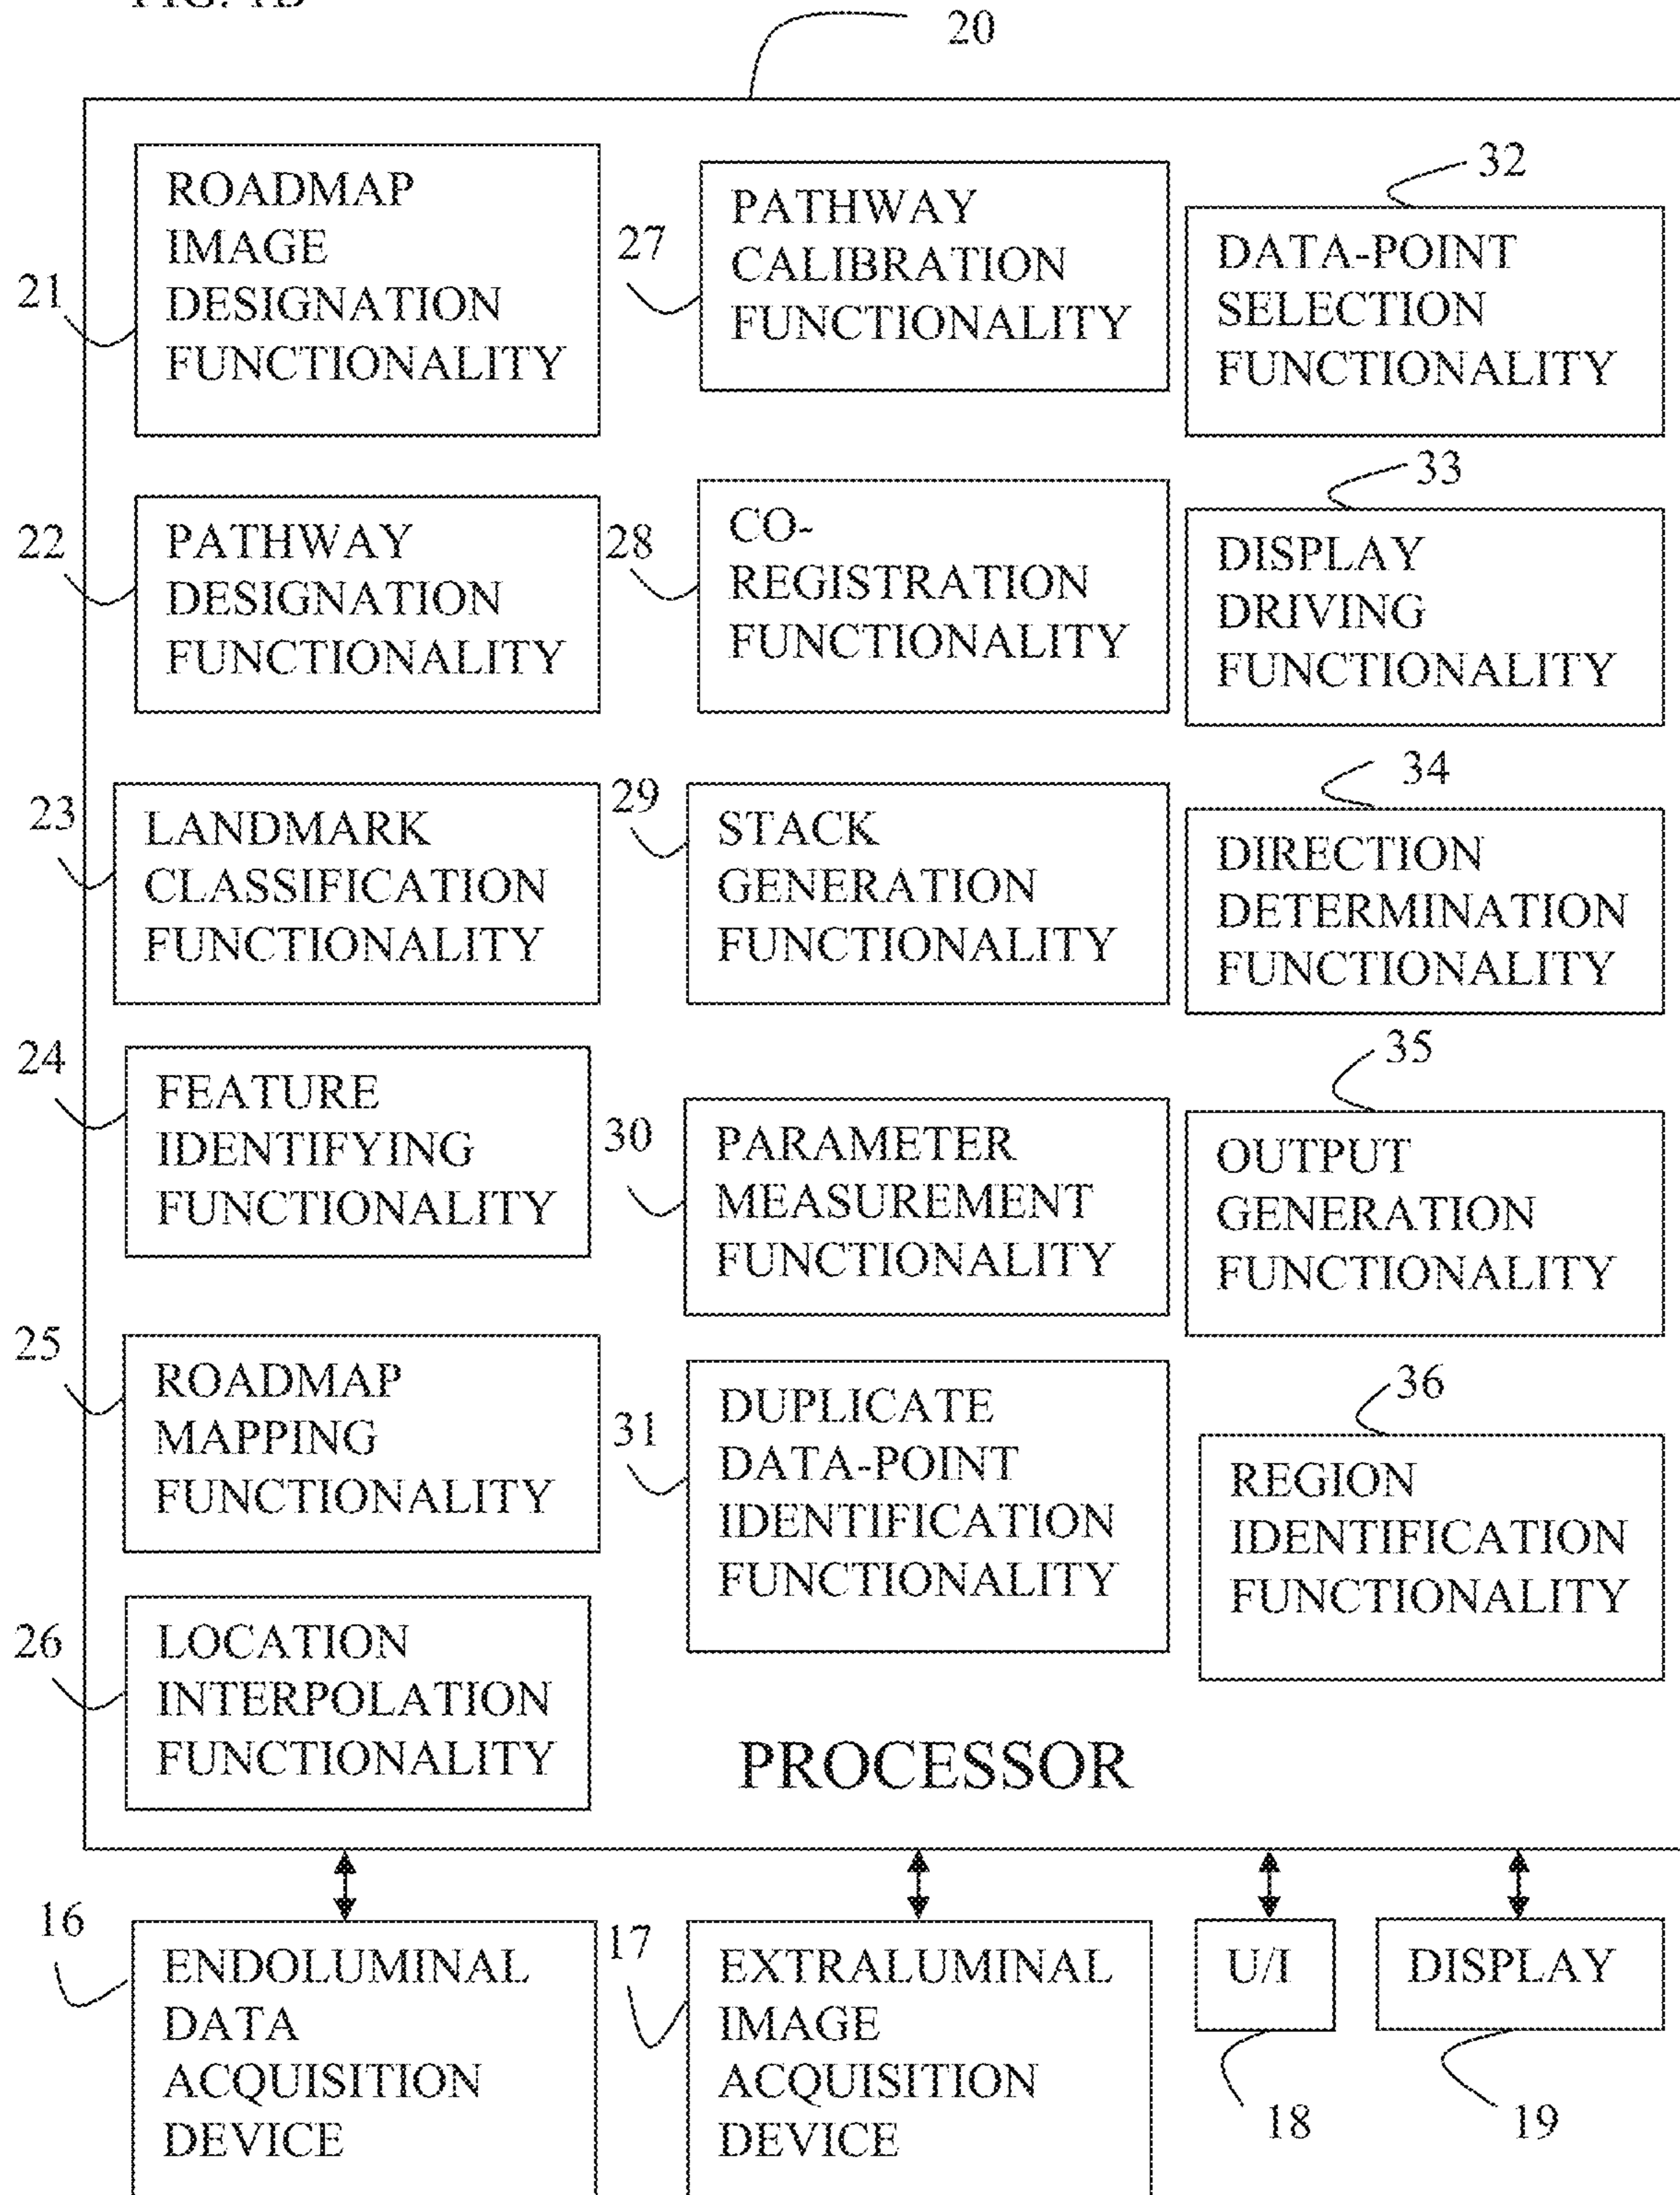 20
21
ROADMAP
IMAGE
DESIGNATION
FUNCTIONALITY
22
PATHWAY
DESIGNATION
FUNCTIONALITY
23
LANDMARK
CLASSIFICATION
FUNCTIONALITY
24
FEATURE
IDENTIFYING
FUNCTIONALITY
25
ROADMAP
MAPPING
FUNCTIONALITY
26
LOCATION
INTERPOLATION
FUNCTIONALITY
27
PATHWAY
CALIBRATION
FUNCTIONALITY
28
CO-
REGISTRATION
FUNCTIONALITY
29
STACK
GENERATION
FUNCTIONALITY
30
PARAMETER
MEASUREMENT
FUNCTIONALITY
31
DUPLICATE
DATA-POINT
IDENTIFICATION
FUNCTIONALITY
32
DATA-POINT
SELECTION
FUNCTIONALITY
33
DISPLAY
DRIVING
FUNCTIONALITY
34
DIRECTION
DETERMINATION
FUNCTIONALITY
35
OUTPUT
GENERATION
FUNCTIONALITY
36
REGION
IDENTIFICATION
FUNCTIONALITY
PROCESSOR
16
ENDOLUMINAL
DATA
ACQUISITION
DEVICE
17
EXTRALUMINAL
IMAGE
ACQUISITION
DEVICE
U/I
18
DISPLAY
19